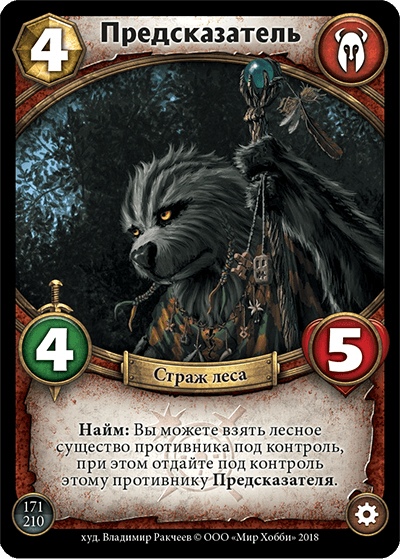 4
Предсказатель
4
Страж леса
5
Найм: Вы можете взять лесное
существо противника под контроль,
при этом отдайте под контроль
этому противнику Предсказателя.
171
210
худ. Владимир Ракчеев © ООО «Мир Хобби» 2018